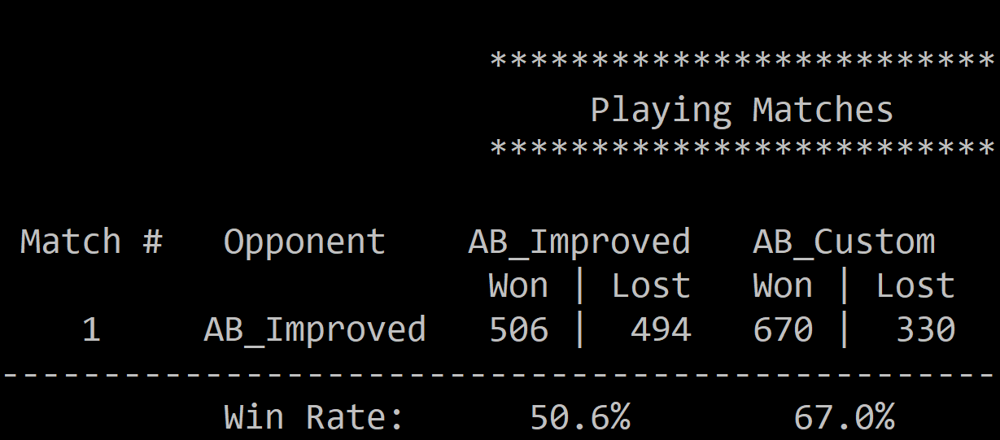 *************************
Playing Matches
*************************
Match # Opponent AB_Improved AB_Custom
Won | Lost Won | Lost
1 AB_Improved 506 | 494 670 | 330
-------------------------------------------------
Win Rate: 50.6% 67.0%